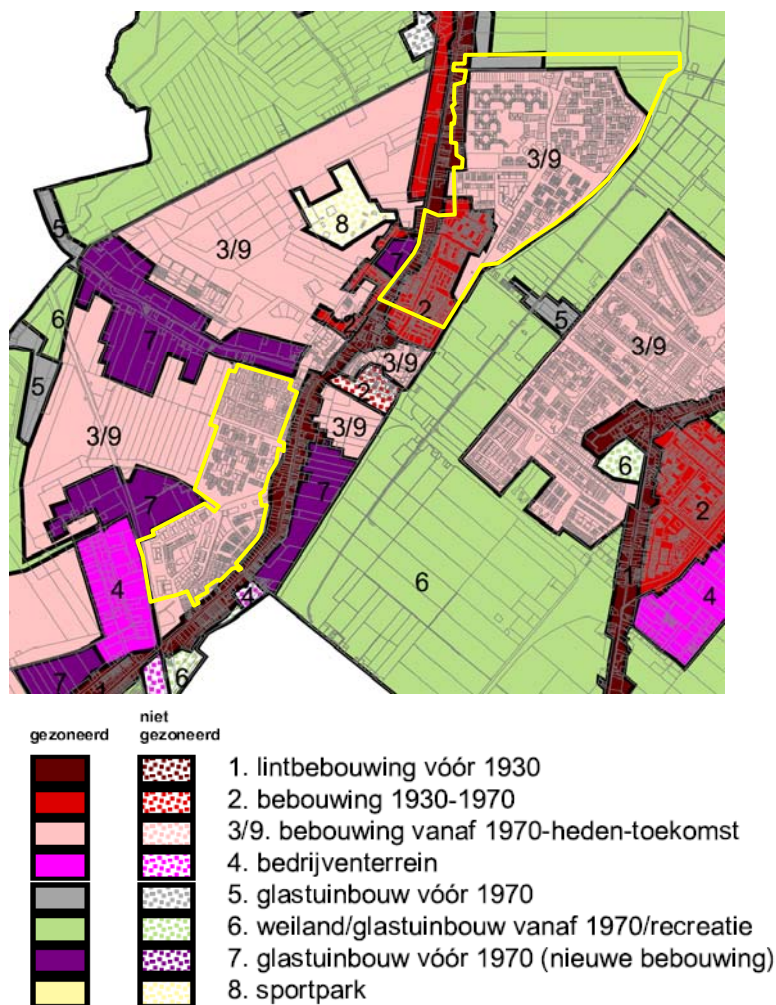 3/9
8
5
3/9
7
2
6
2
5
7
3/9
3/9
5
2
3/9
3/9
6
7
7
2
4
6
1
4
4
7
6
1
gezoneerd
niet
gezoneerd
1. lintbebouwing vóór 1930
2. bebouwing 1930-1970
3/9. bebouwing vanaf 1970-heden-toekomst
4. bedrijventerrein
5. glastuinbouw vóór 1970
6. weiland/glastuinbouw vanaf 1970/recreatie
7. glastuinbouw vóór 1970 (nieuwe bebouwing)
8. sportpark